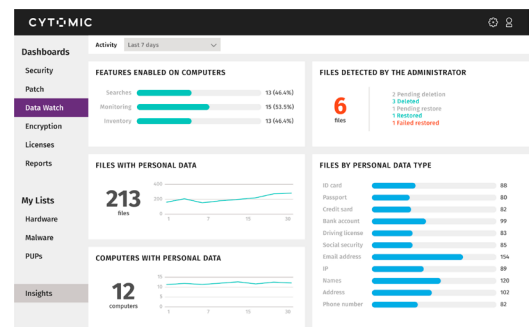 CYTOMIC
Dashboards
Security
Patch
Data Watch
Encryption
Licenses
Reports
My Lists
Hardware
Malware
PUPs
Insights
Activity Last 7 days
FEATURES ENABLED ON COMPUTERS
Searches 13 (46.4%)
Monitoring 15 (53.5%)
Inventory 13 (46.4%)
FILES DETECTED BY THE ADMINISTRATOR
6
files
2 Pending deletion
3 Deleted
1 Pending restore
1 Restored
1 Failed restored
FILES WITH PERSONAL DATA
213
files
400
200
0
1 7 15 30
COMPUTERS WITH PERSONAL DATA
12
computers
15
10
5
0
1 7 15 30
FILES BY PERSONAL DATA TYPE
ID card 88
Passport 80
Credit card 82
Bank account 99
Driving license 83
Social security 85
Email address 154
IP 89
Names 120
Address 102
Phone number 82